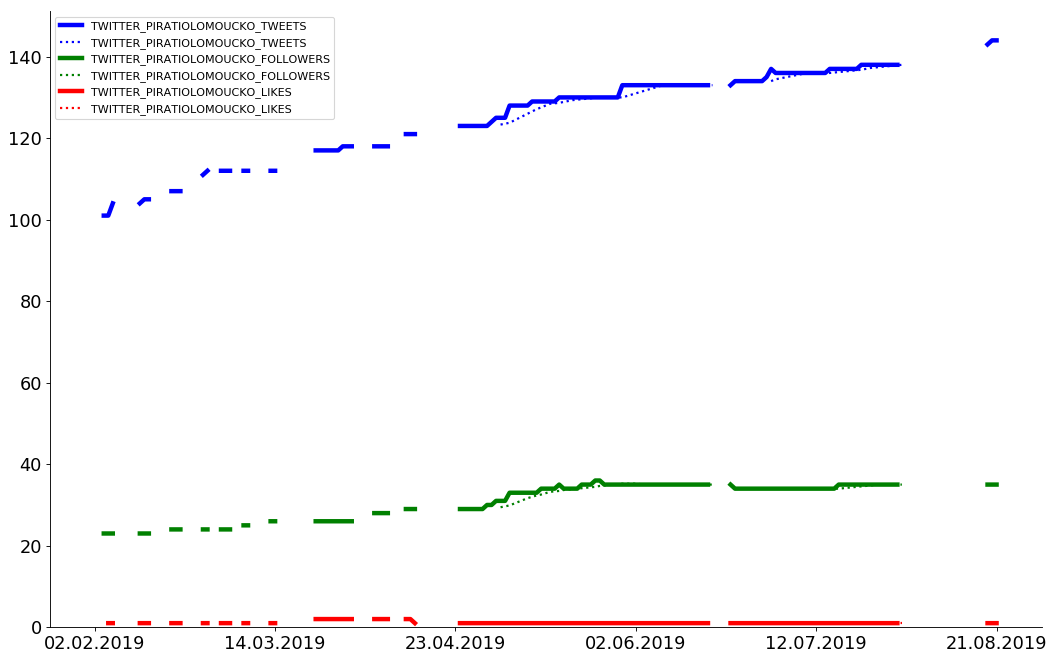 TWITTER_PIRATIOLOMOUCKO_TWEETS
TWITTER_PIRATIOLOMOUCKO_TWEETS
TWITTER_PIRATIOLOMOUCKO_FOLLOWERS
TWITTER_PIRATIOLOMOUCKO_FOLLOWERS
TWITTER_PIRATIOLOMOUCKO_LIKES
TWITTER_PIRATIOLOMOUCKO_LIKES
140
120
100
80
60
40
20
0
02.02.2019 14.03.2019 23.04.2019 02.06.2019 12.07.2019 21.08.2019